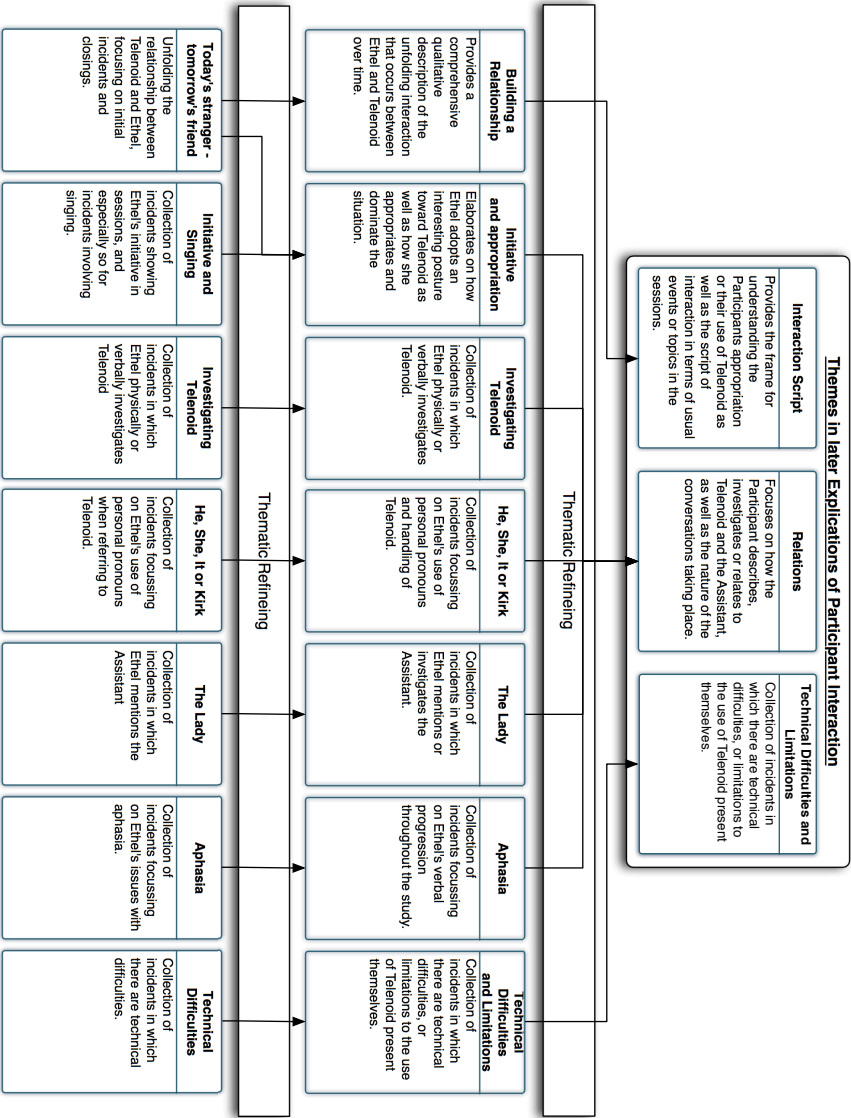 Themes in later Explications of Participant Interaction
Interaction Script
Provides the frame for
understanding the
Participants appropriation
or their use of Telenoid as
well as the script of
interaction in terms of usual
events or topics in the
sessions.
Relations
Focuses on how the
Participant describes,
investigates or relates to
Telenoid and the Assistant,
as well as the nature of the
conversations taking place.
Technical Difficulties and
Limitations
Collection of incidents in
which there are technical
difficulties, or limitations to
the use of Telenoid present
themselves.
Thematic Refineing
Building a
Relationship
Provides a
comprehensive
qualitative
description of the
unfolding interaction
that occurs between
Ethel and Telenoid
over time.
Initiative
and appropriation
Elaborates on how
Ethel adopts an
interesting posture
toward Telenoid as
well as how she
appropriates and
dominate the
situation.
Investigating
Telenoid
Collection of
incidents in which
Ethel physically or
verbally investigates
Telenoid.
He, She, It or Kirk
Collection of
incidents focussing
on Ethel's use of
personal pronouns
and handling of
Telenoid.
The Lady
Collection of
incidents in which
Ethel mentions or
invstigates the
Assistant.
Aphasia
Collection of
incidents focussing
on Ethel's verbal
progression
throughout the study.
Technical
Difficulties
and Limitations
Collection of
incidents in which
there are technical
difficulties, or
limitations to the use
of Telenoid present
themselves.
Thematic Refineing
Today's stranger -
tomorrow's friend
Unfolding the
relationship between
Telenoid and Ethel,
focusing on initial
incidents and
closings.
Initiative and
Singing
Collection of
incidents showing
Ethel's initiative in
sessions, and
especially so for
incidents involving
singing.
Investigating
Telenoid
Collection of
incidents in which
Ethel physically or
verbally investigates
Telenoid
He, She, It or Kirk
Collection of
incidents focussing
on Ethel's use of
personal pronouns
when referring to
Telenoid.
The Lady
Collection of
incidents in which
Ethel mentions the
Assistant
Aphasia
Collection of
incidents focussing
on Ethel's issues with
aphasia.
Technical
Difficulties
Collection of
incidents in which
there are technical
difficulties.